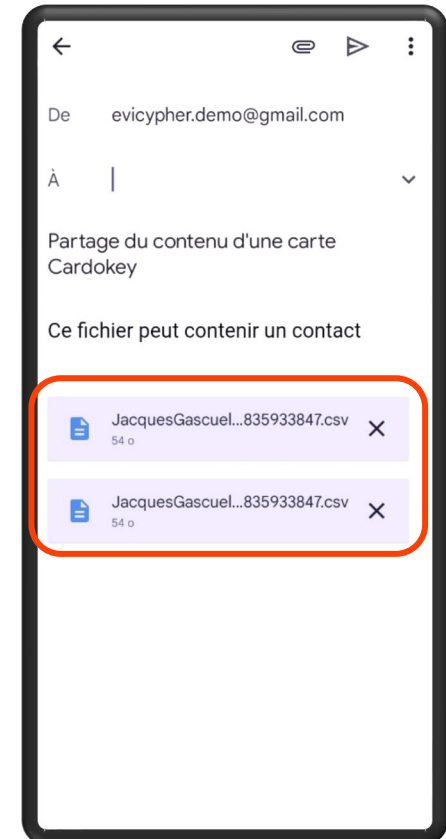 De evicypher.demo@gmail.com
À
Partage du contenu d'une carte
Cardokey
Ce fichier peut contenir un contact
JacquesGascuel...835933847.csv
54 o
JacquesGascuel...835933847.csv
54 o